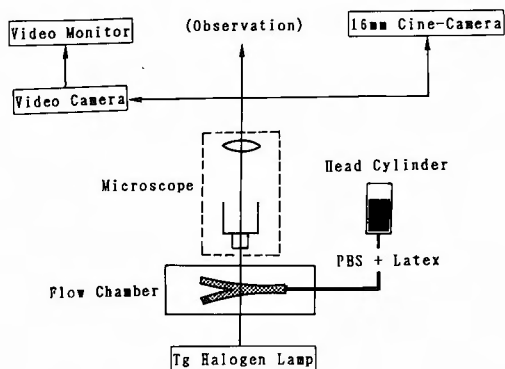 Video Monitor
(Observation)
16mm Cine-Camera
Video Camera
Microscope
Head Cylinder
PBS + Latex
Flow Chamber
Tg Halogen Lamp